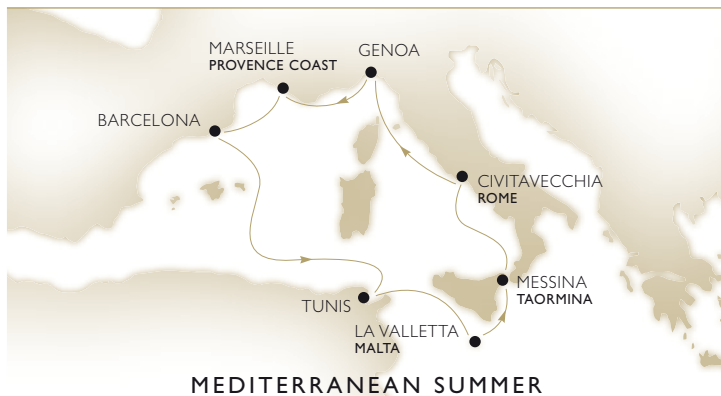 MARSEILLE
PROVENCE COAST
GENOA
BARCELONA
CIVITAVECCHIA
ROME
MESSINA
TAORMINA
TUNIS
LA VALLETTA
MALTA
MEDITERRANEAN SUMMER